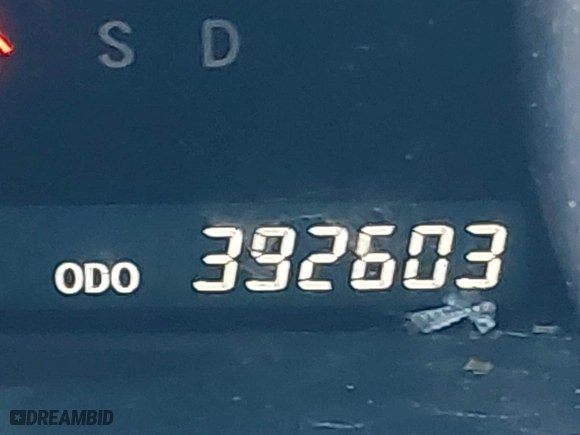 S D
ODO 392603
DREAMBID